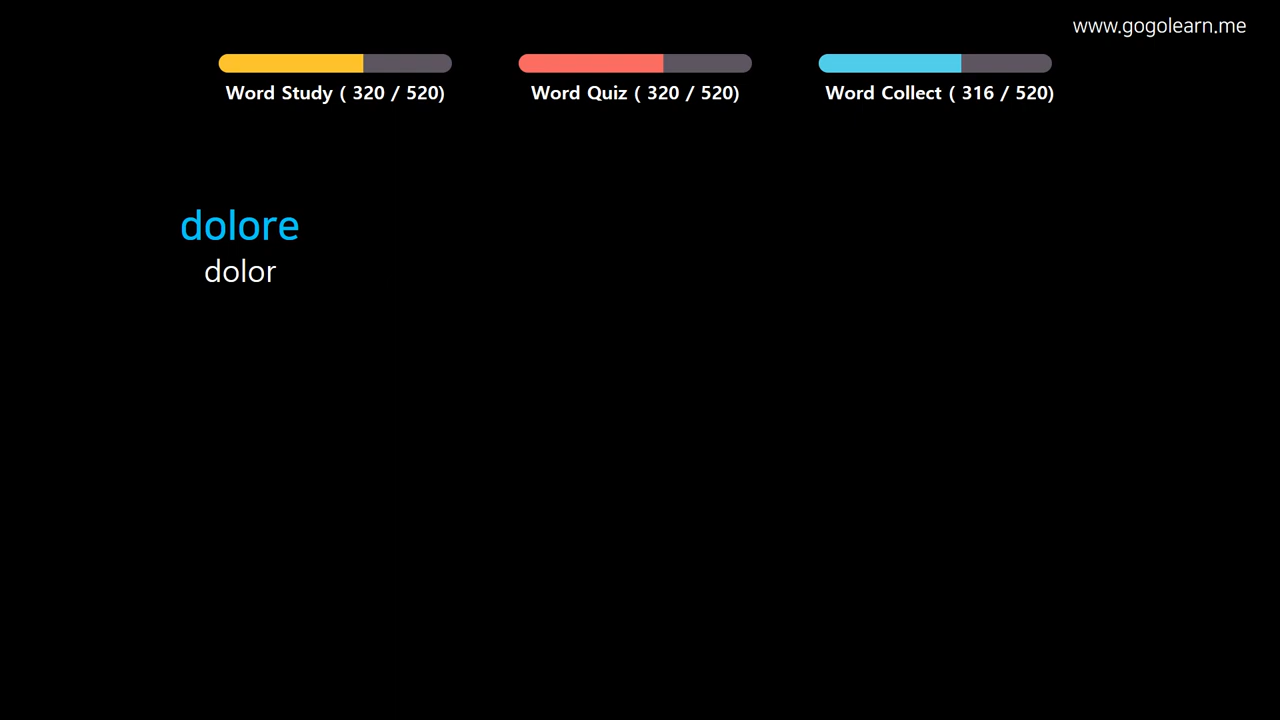 www.gogolearn.me
Word Study ( 320 / 520)
Word Quiz ( 320 / 520)
Word Collect ( 316 / 520)
dolore
dolor